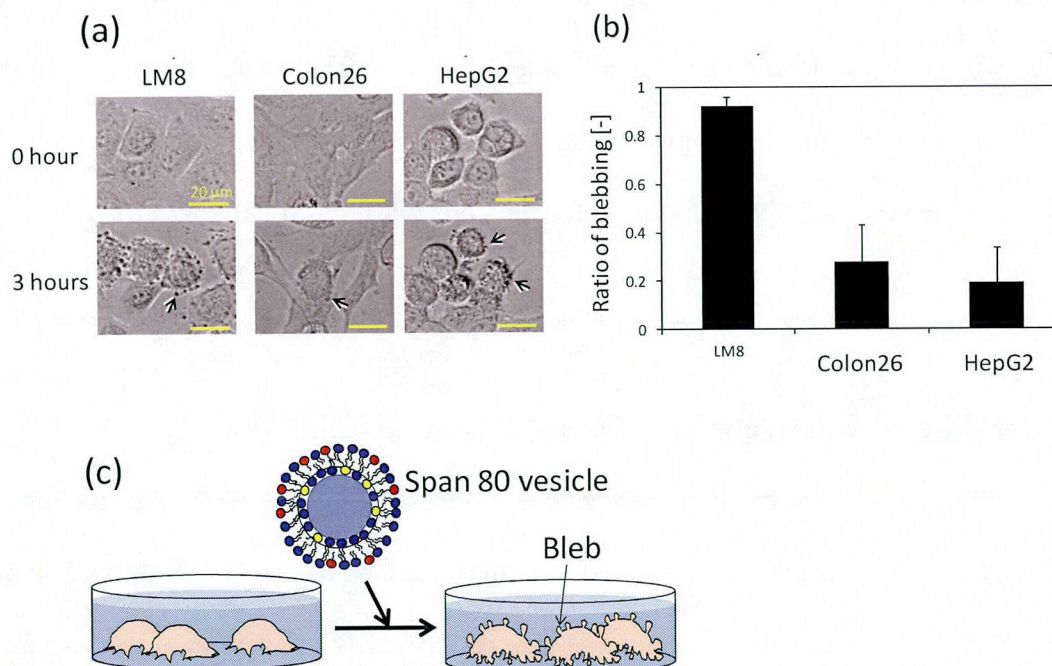 (a)
LM8 Colon26 HepG2
0 hour
20 μm
3 hours
(b)
Ratio of blebbing [-]
1
0.8
0.6
0.4
0.2
0
LM8 Colon26 HepG2
(c)
Span 80 vesicle
Bleb